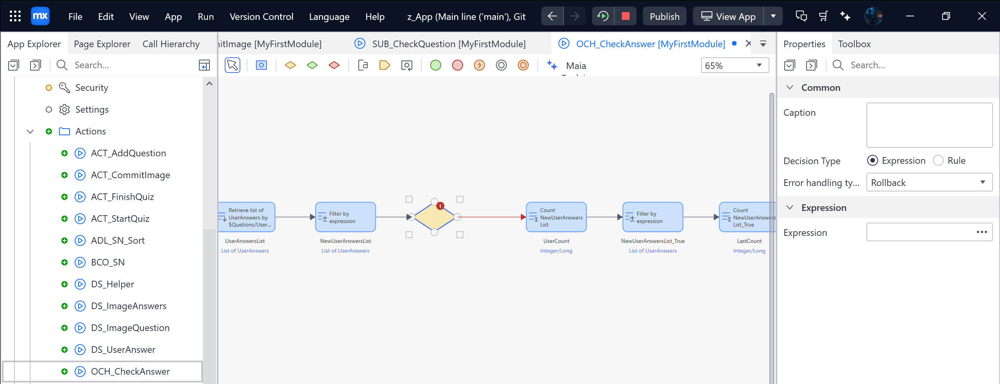 mx
File Edit View App Run Version Control Language Help z_App (Main line ('main'), Git
Publish View App
App Explorer Page Explorer Call Hierarchy
itImage [MyFirstModule] SUB_CheckQuestion [MyFirstModule] OCH_CheckAnswer [MyFirstModule]
Properties Toolbox
Search...
a
Maia
65%
Search...
Security
Settings
Actions
ACT_AddQuestion
ACT_CommitImage
ACT_FinishQuiz
ACT_StartQuiz
ADL_SN_Sort
BCO_SN
DS_Helper
DS_ImageAnswers
DS_ImageQuestion
DS_UserAnswer
OCH_CheckAnswer
Retrieve list of
UserAnswers by
$Quetions/User...
UserAnswersList
List of UserAnswers
Filter by
expression
NewUserAnswersList
List of UserAnswers
1
Count
NewUserAnswers
List
UserCount
Integer/Long
Filter by
expression
NewUserAnswersList_True
List of UserAnswers
Count
NewUserAnswers
List_True
LastCount
Integer/Long
Common
Caption
Decision Type Expression Rule
Error handling ty... Rollback
Expression
Expression ...